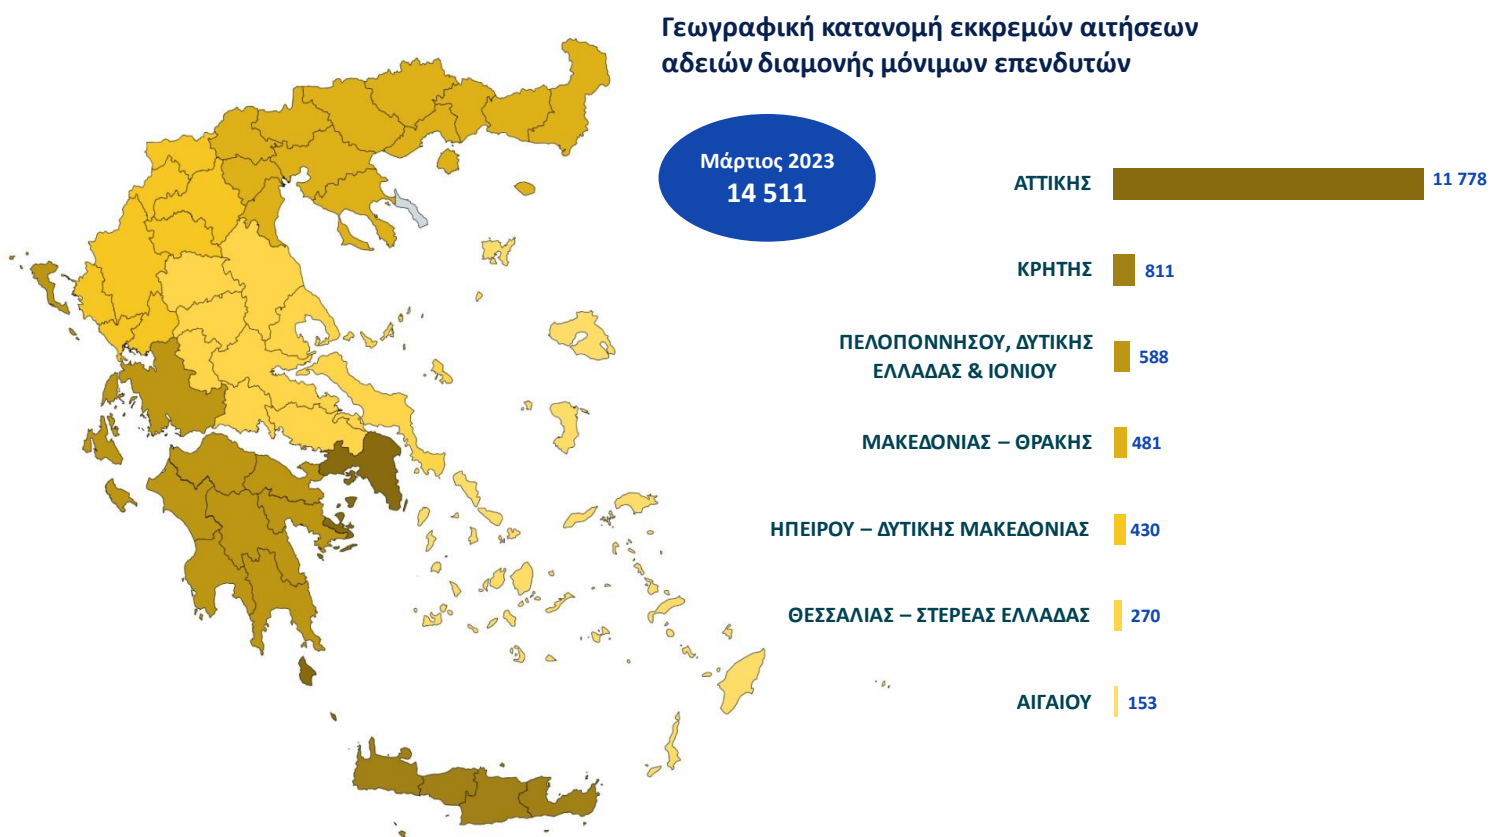 Γεωγραφική κατανομή εκκρεμών αιτήσεων
αδειών διαμονής μόνιμων επενδυτών
Μάρτιος 2023
14 511
ΑΤΤΙΚΗΣ
11 778
ΚΡΗΤΗΣ
811
ΠΕΛΟΠΟΝΝΗΣΟΥ, ΔΥΤΙΚΗΣ
ΕΛΛΑΔΑΣ & ΙΟΝΙΟΥ
588
ΜΑΚΕΔΟΝΙΑΣ – ΘΡΑΚΗΣ
481
ΗΠΕΙΡΟΥ – ΔΥΤΙΚΗΣ ΜΑΚΕΔΟΝΙΑΣ
430
ΘΕΣΣΑΛΙΑΣ – ΣΤΕΡΕΑΣ ΕΛΛΑΔΑΣ
270
ΑΙΓΑΙΟΥ
153